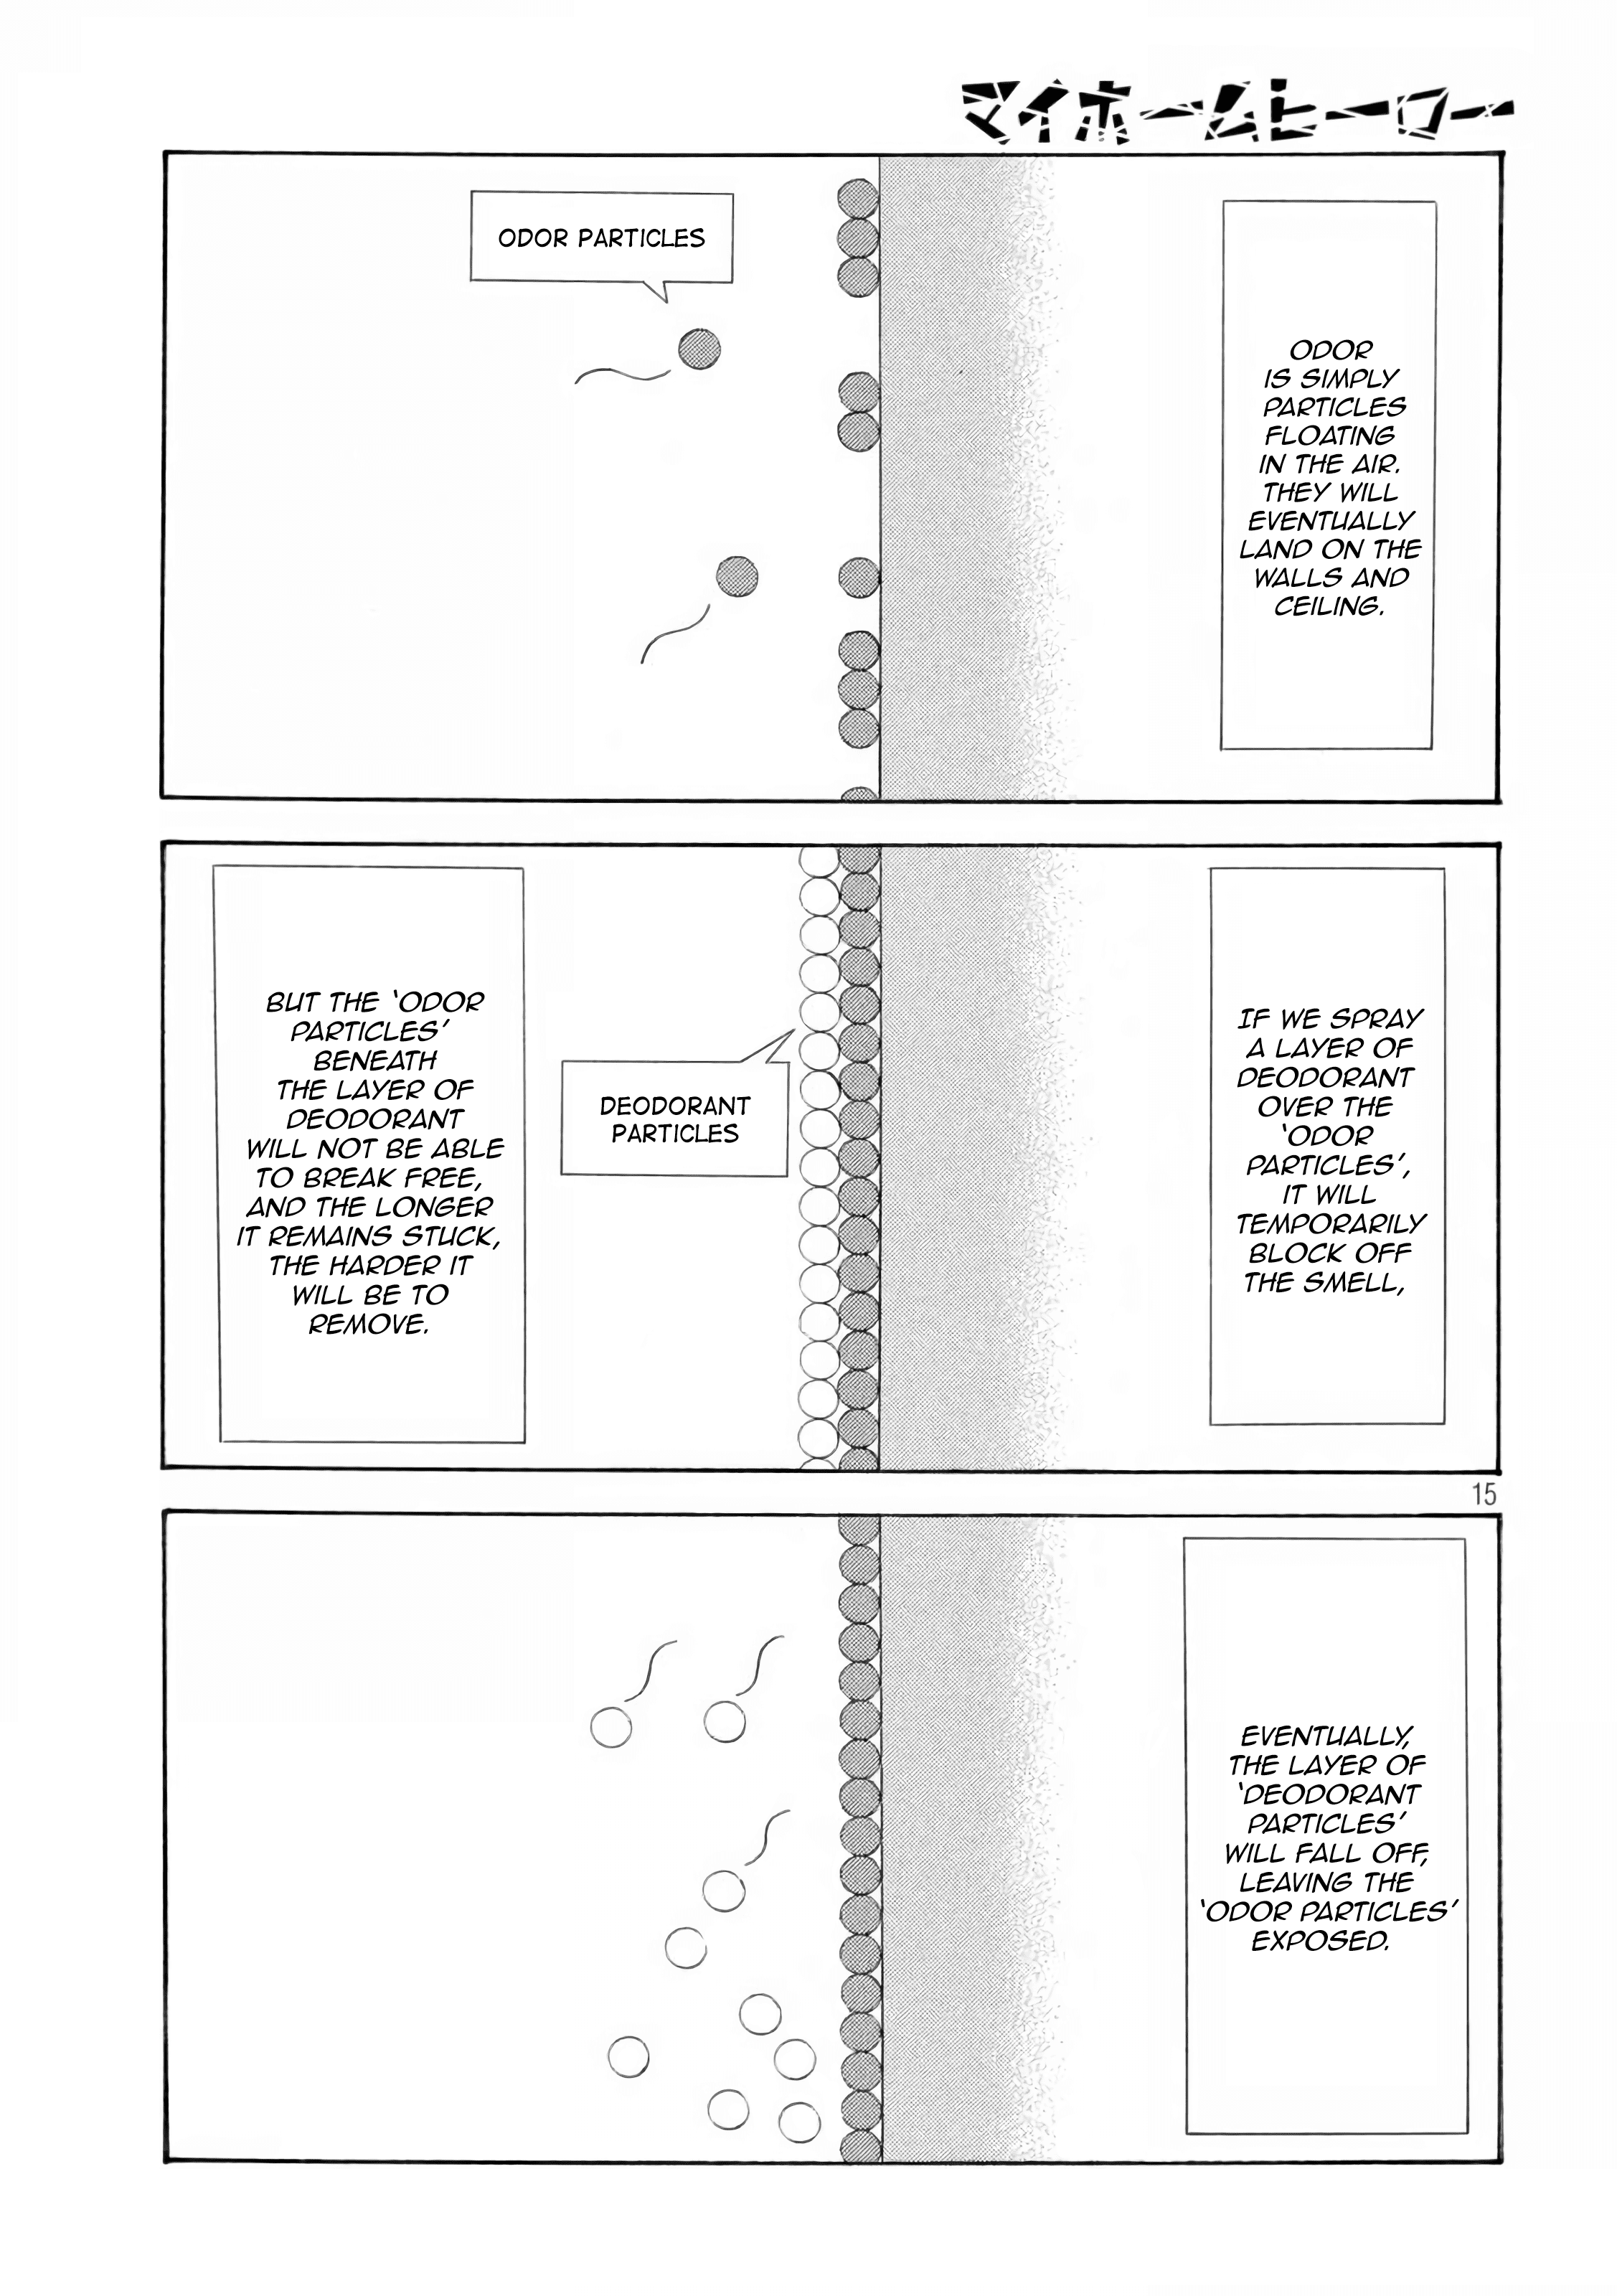 マイホームヒーロー
ODOR
IS SIMPLY
PARTICLES
FLOATING
IN THE AIR.
THEY WILL
EVENTUALLY
LAND ON THE
WALLS AND
CEILING.
ODOR PARTICLES
IF WE SPRAY
A LAYER OF
DEODORANT
OVER THE
'ODOR
PARTICLES',
IT WILL
TEMPORARILY
BLOCK OFF
THE SMELL,
DEODORANT
PARTICLES
BUT THE 'ODOR
PARTICLES'
BENEATH
THE LAYER OF
DEODORANT
WILL NOT BE ABLE
TO BREAK FREE,
AND THE LONGER
IT REMAINS STUCK,
THE HARDER IT
WILL BE TO
REMOVE.
15
EVENTUALLY,
THE LAYER OF
'DEODORANT
PARTICLES'
WILL FALL OFF,
LEAVING THE
'ODOR PARTICLES'
EXPOSED.